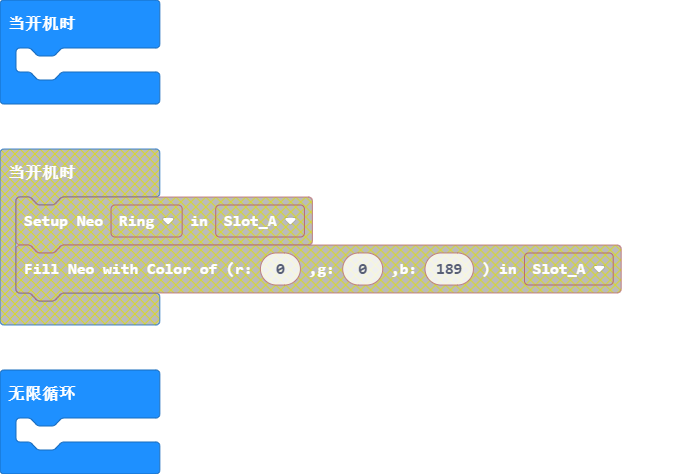 当开机时
当开机时
Setup Neo Ring in Slot_A
Fill Neo with Color of (r: 0 ,g: 0 ,b: 189 ) in Slot_A
无限循环